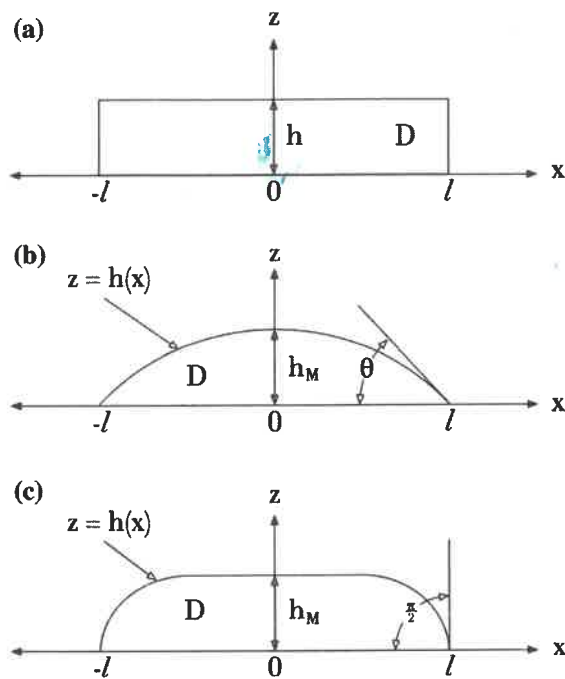 (a)
z
h
D
-l
0
l
x
(b)
z
z = h(x)
D
h_M
θ
-l
0
l
x
(c)
z
z = h(x)
D
h_M
π/2
-l
0
l
x